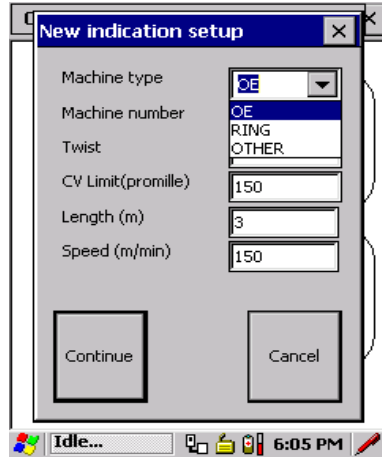 New indication setup
Machine type
OE
Machine number
OE
RING
Twist
OTHER
CV Limit(promille)
150
Length (m)
3
Speed (m/min)
150
Continue
Cancel
Idle...
6:05 PM